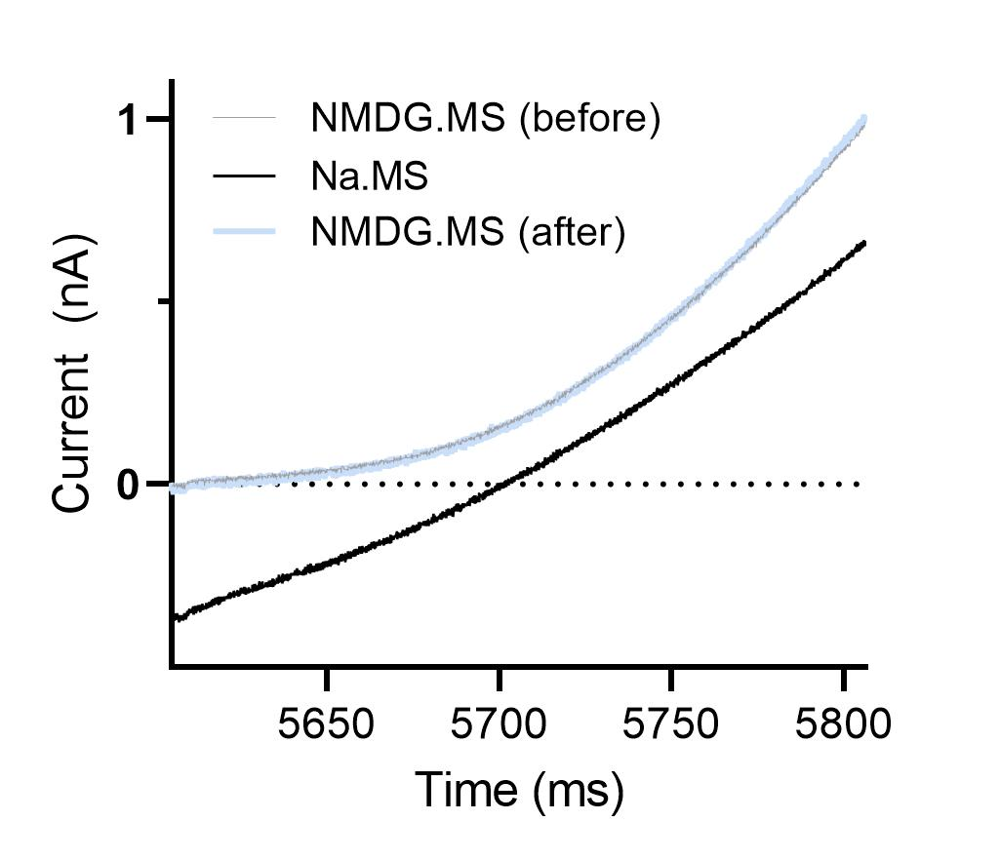 1
NMDG.MS (before)
Na.MS
NMDG.MS (after)
Current (nA)
0
5650 5700 5750 5800
Time (ms)